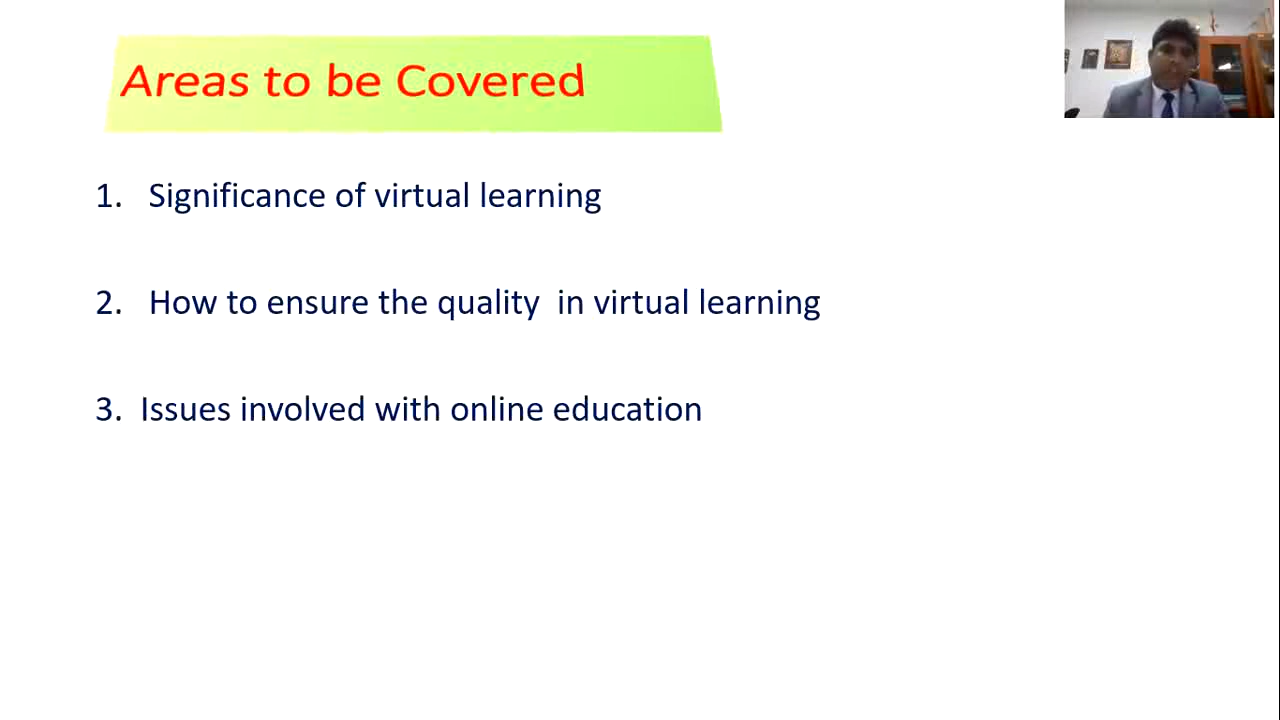 Areas to be Covered
1. Significance of virtual learning
2. How to ensure the quality  in virtual learning
3. Issues involved with online education